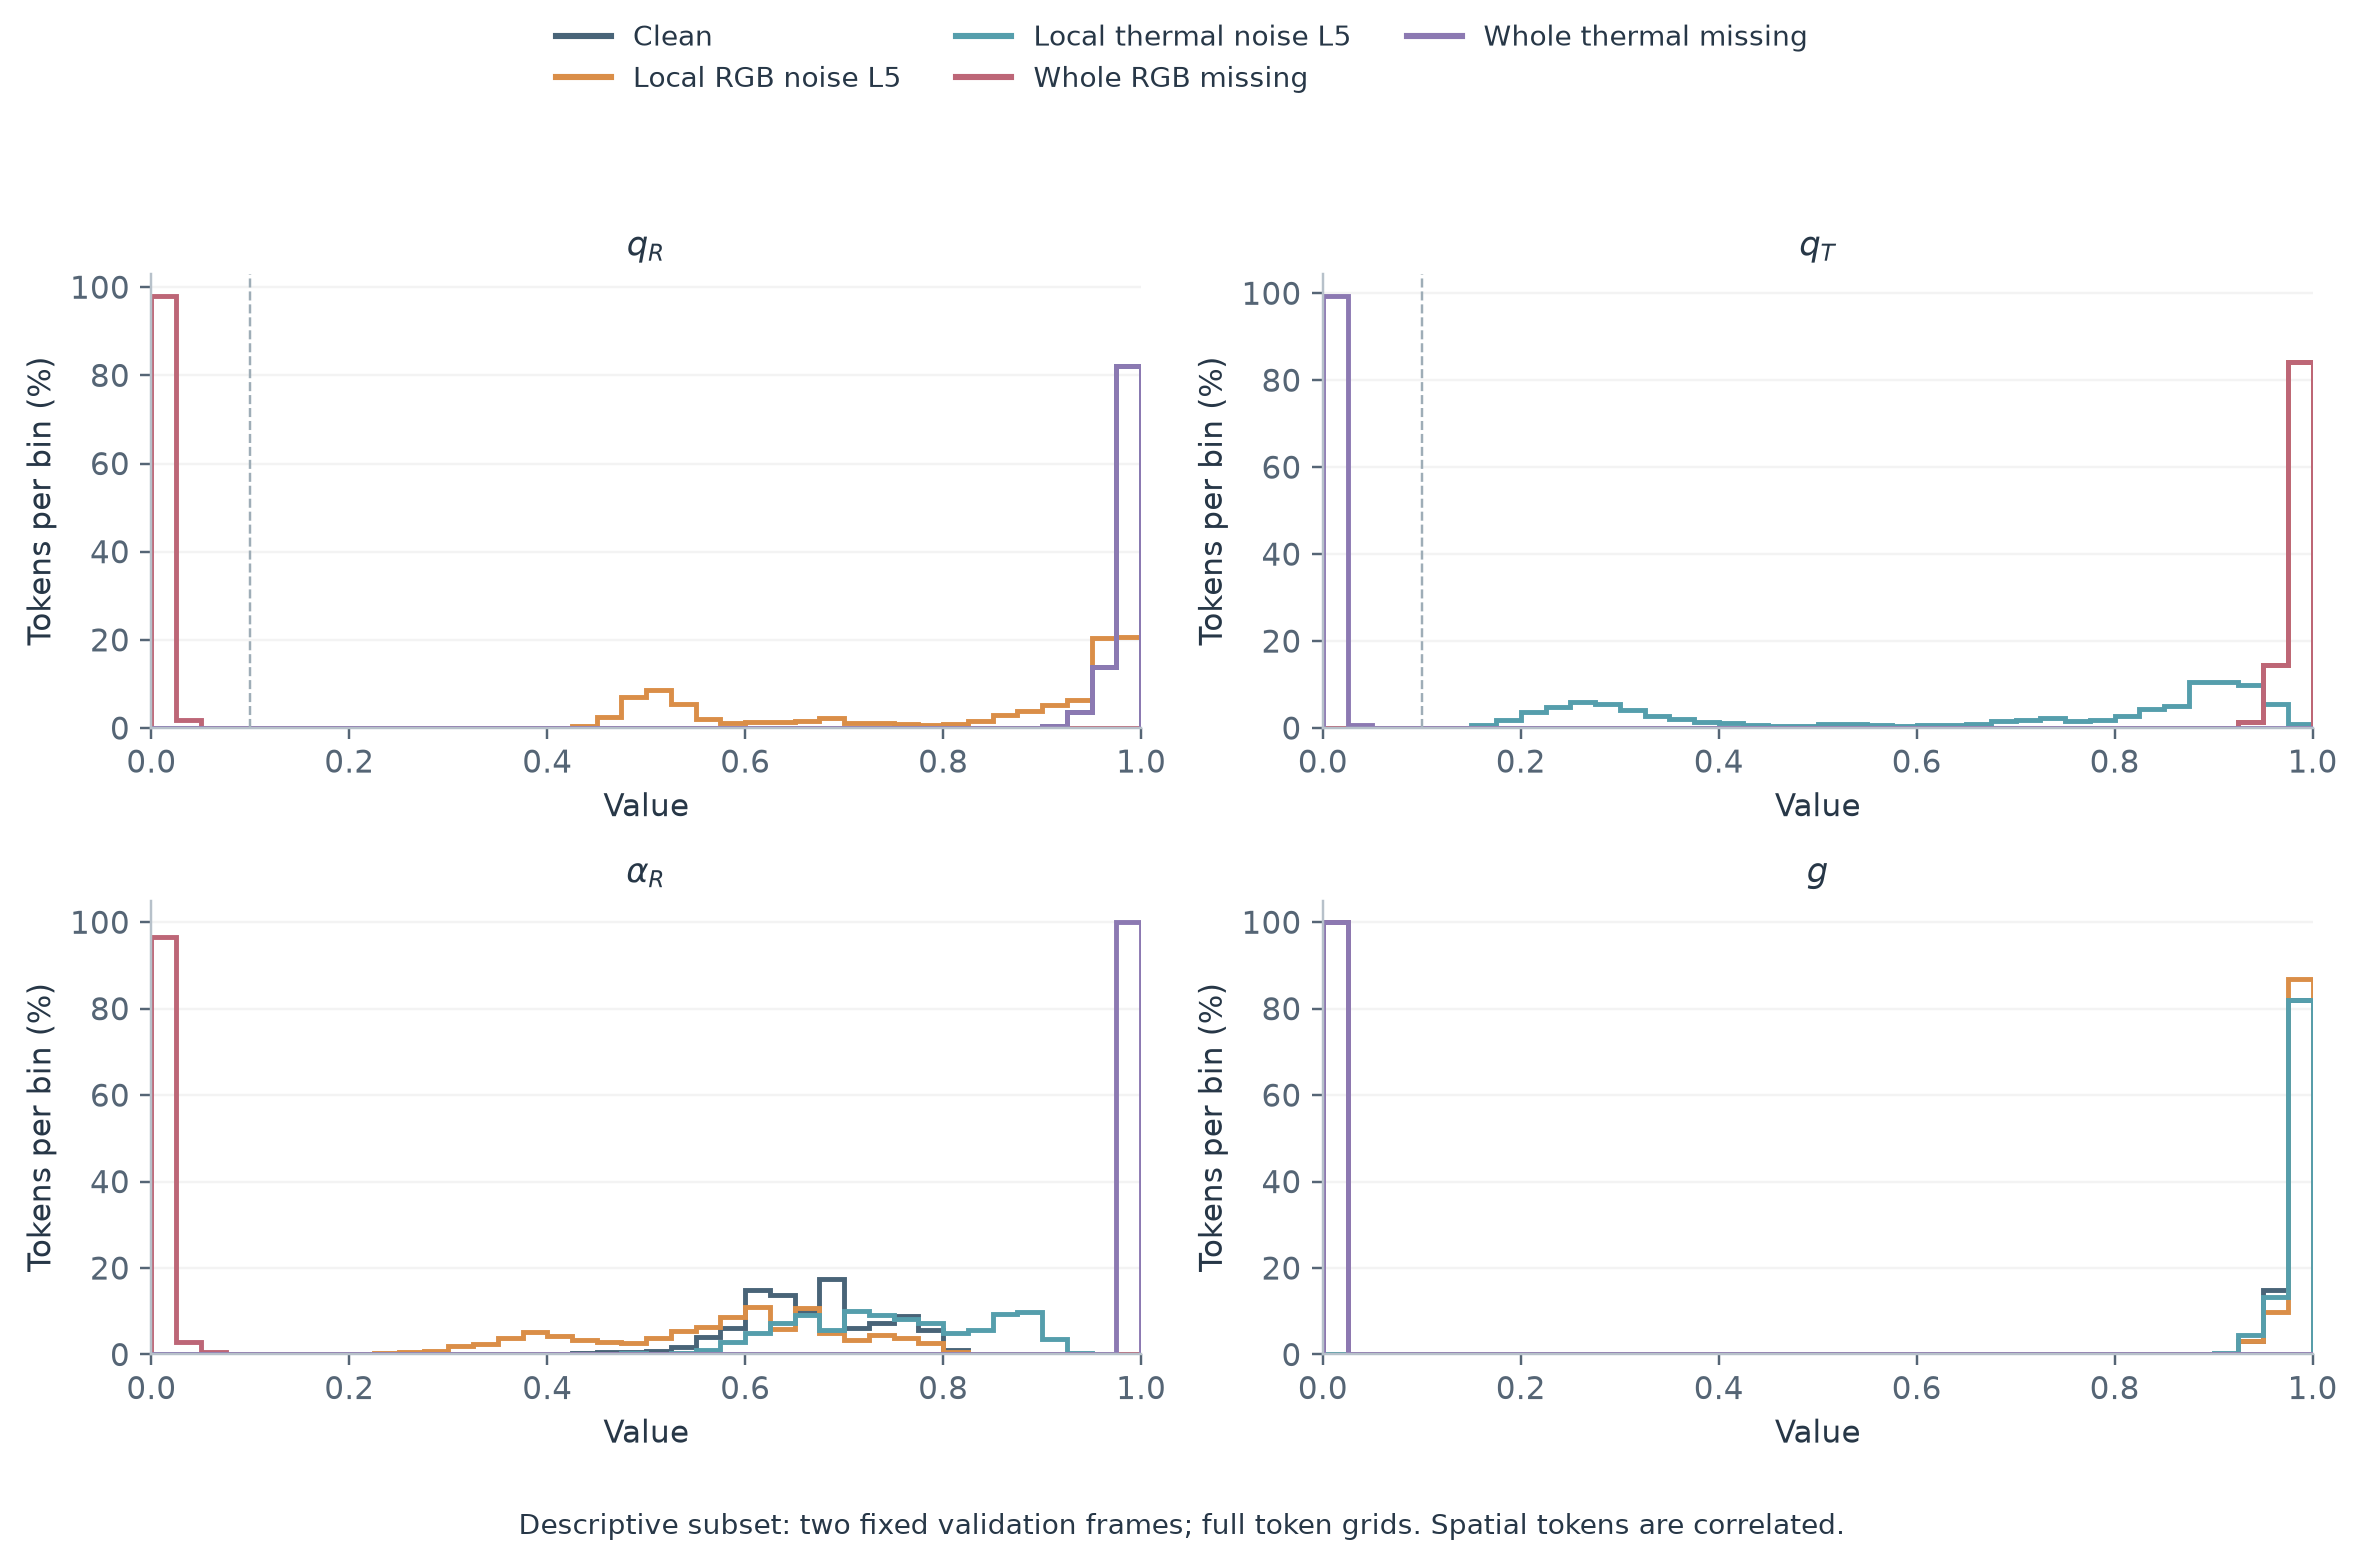 Clean
Local RGB noise L5
Local thermal noise L5
Whole RGB missing
Whole thermal missing
q_R
Tokens per bin (%)
100
80
60
40
20
0
0.0 0.2 0.4 0.6 0.8 1.0
Value
q_T
Tokens per bin (%)
100
80
60
40
20
0
0.0 0.2 0.4 0.6 0.8 1.0
Value
α_R
Tokens per bin (%)
100
80
60
40
20
0
0.0 0.2 0.4 0.6 0.8 1.0
Value
g
Tokens per bin (%)
100
80
60
40
20
0
0.0 0.2 0.4 0.6 0.8 1.0
Value
Descriptive subset: two fixed validation frames; full token grids. Spatial tokens are correlated.